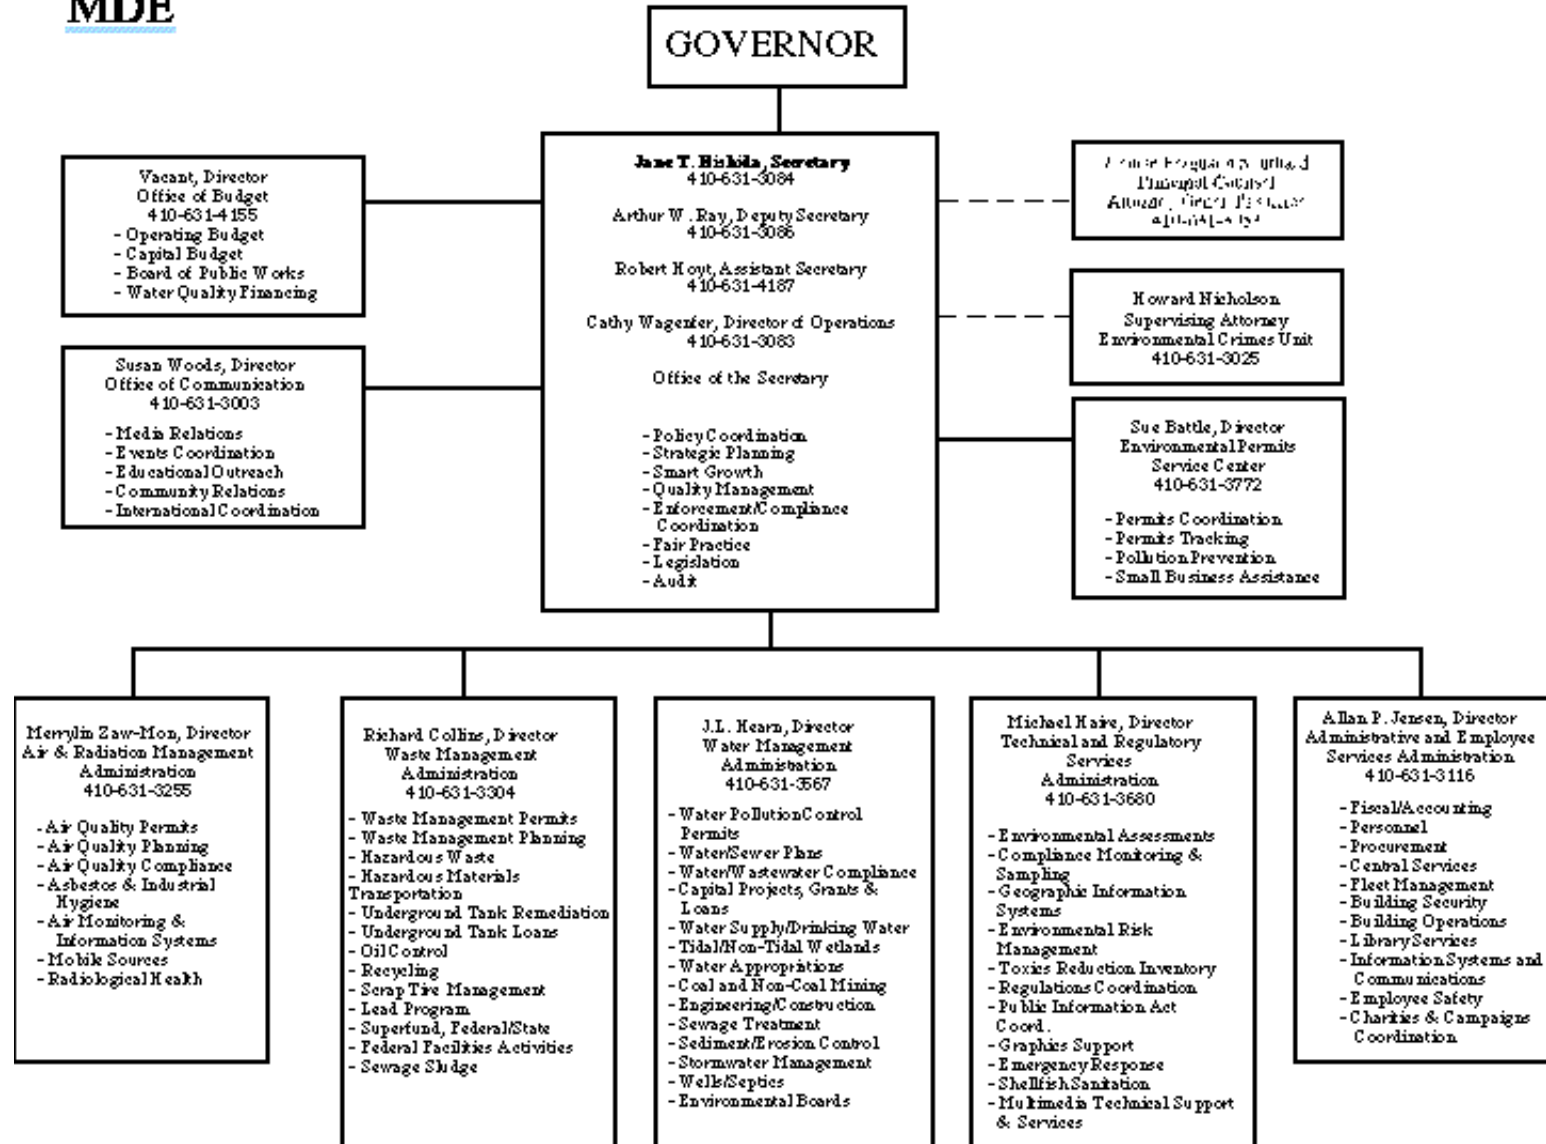 MDE
GOVERNOR
Jane T. Nishida, Secretary
410-631-3084
Arthur W. Ray, Deputy Secretary
410-631-3086
Robert Hoyt, Assistant Secretary
410-631-4187
Cathy Wagenfer, Director of Operations
410-631-3083
Office of the Secretary
- Policy Coordination
- Strategic Planning
- Smart Growth
- Quality Management
- Enforcement/Compliance
Coordination
- Fair Practice
- Legislation
- Audit
Vacant, Director
Office of Budget
410-631-4155
- Operating Budget
- Capital Budget
- Board of Public Works
- Water Quality Financing
Susan Woods, Director
Office of Communication
410-631-3003
- Media Relations
- Events Coordination
- Educational Outreach
- Community Relations
- International Coordination
Principal Counsel
Howard Nicholson
Supervising Attorney
Environmental Crimes Unit
410-631-3025
Sue Battle, Director
Environmental Permits
Service Center
410-631-3772
- Permits Coordination
- Permits Tracking
- Pollution Prevention
- Small Business Assistance
Merrylin Zaw-Mon, Director
Air & Radiation Management
Administration
410-631-3255
- Air Quality Permits
- Air Quality Planning
- Air Quality Compliance
- Asbestos & Industrial
Hygiene
- Air Monitoring &
Information Systems
- Mobile Sources
- Radiological Health
Richard Collins, Director
Waste Management
Administration
410-631-3304
- Waste Management Permits
- Waste Management Planning
- Hazardous Waste
- Hazardous Materials
Transportation
- Underground Tank Remediation
- Underground Tank Loans
- Oil Control
- Recycling
- Scrap Tire Management
- Lead Program
- Superfund, Federal/State
- Federal Facilities Activities
- Sewage Sludge
J.L. Hearn, Director
Water Management
Administration
410-631-3567
- Water Pollution Control
Permits
- Water/Sewer Plans
- Water/Wastewater Compliance
- Capital Projects, Grants &
Loans
- Water Supply/Drinking Water
- Tidal/Non-Tidal Wetlands
- Water Appropriations
- Coal and Non-Coal Mining
- Engineering/Construction
- Sewage Treatment
- Sediment/Erosion Control
- Stormwater Management
- Wells/Septics
- Environmental Boards
Michael Haire, Director
Technical and Regulatory
Services
Administration
410-631-3680
- Environmental Assessments
- Compliance Monitoring &
Sampling
- Geographic Information
Systems
- Environmental Risk
Management
- Toxics Reduction Inventory
- Regulations Coordination
- Public Information Act
Coord.
- Graphics Support
- Emergency Response
- Shellfish Sanitation
- Multimedia Technical Support
& Services
Allan P. Jensen, Director
Administrative and Employee
Services Administration
410-631-3116
- Fiscal/Accounting
- Personnel
- Procurement
- Central Services
- Fleet Management
- Building Security
- Building Operations
- Library Services
- Information Systems and
Communications
- Employee Safety
- Charities & Campaigns
Coordination